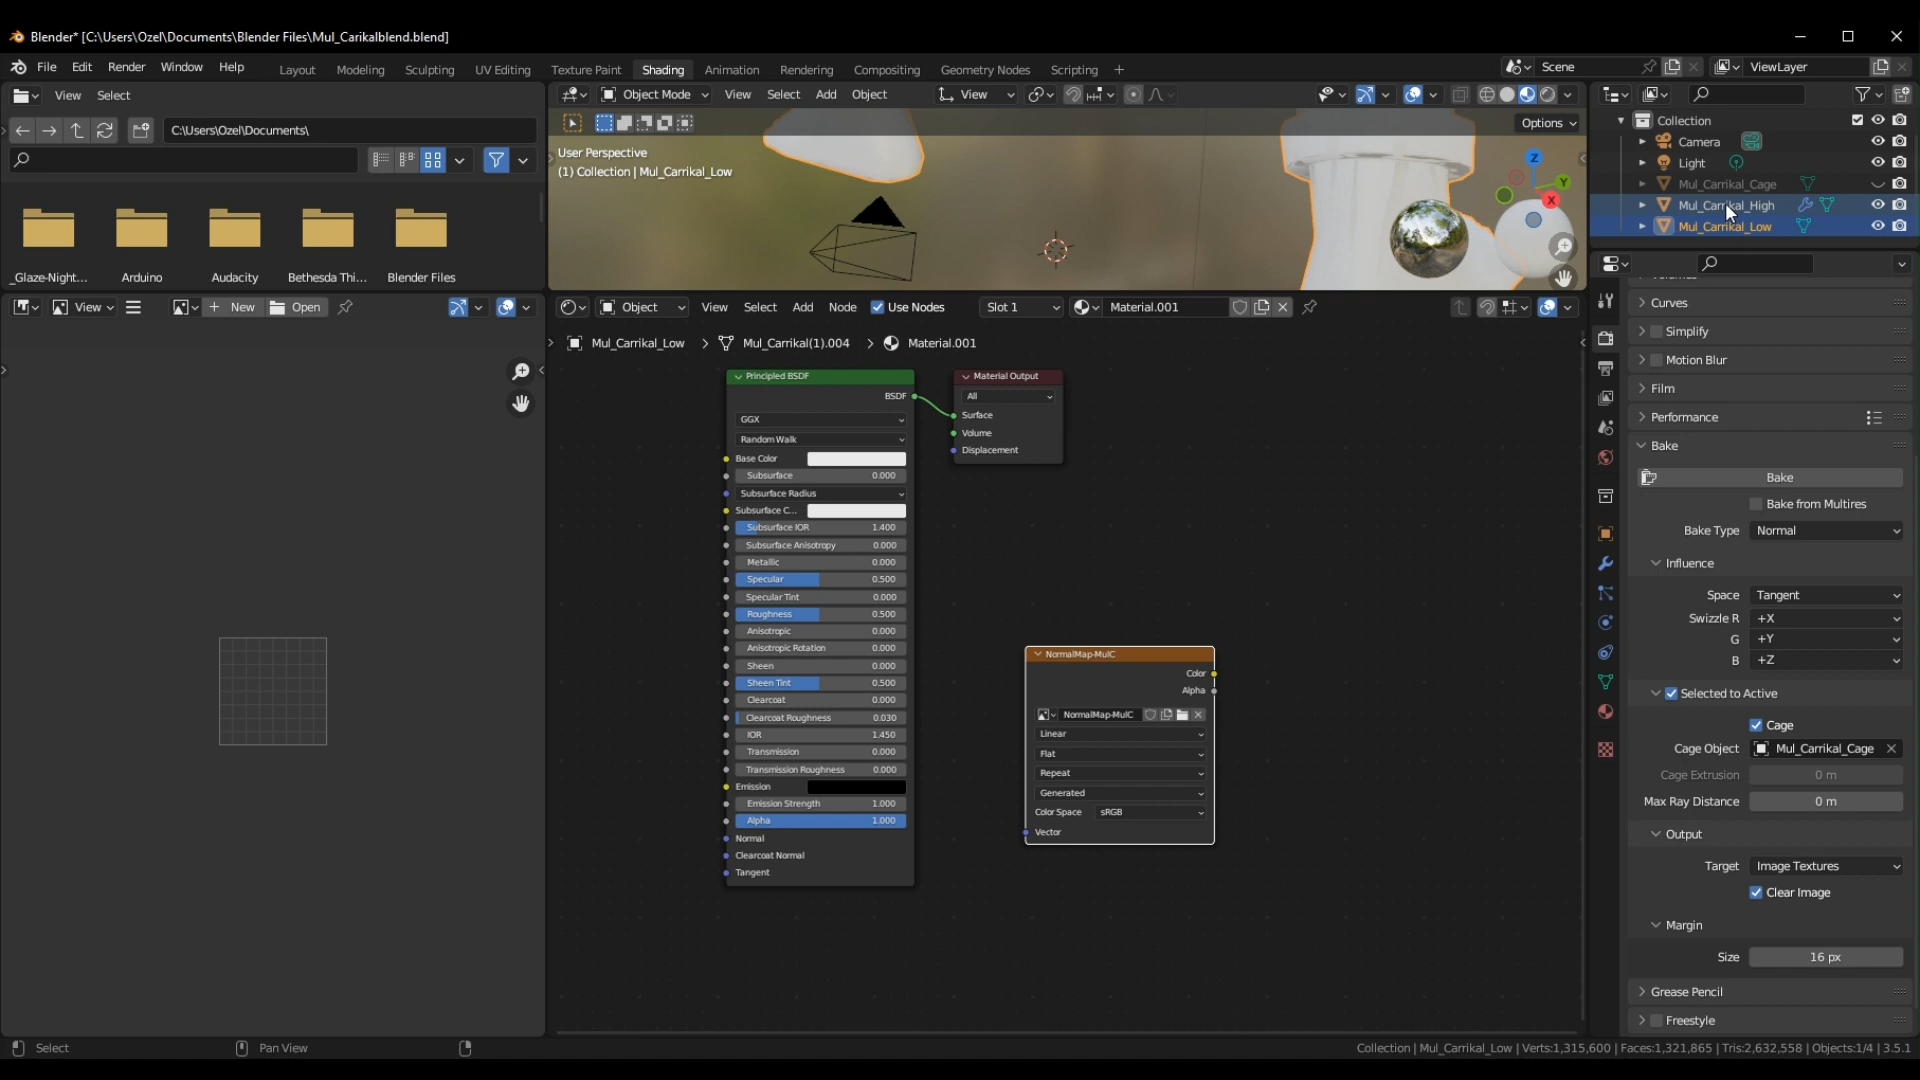 Blender* [C:\Users\Ozel\Documents\Blender Files\Mul_Carikalblend.blend]
File Edit Render Window Help Layout Modeling Sculpting UV Editing Texture Paint Shading Animation Rendering Compositing Geometry Nodes Scripting + Scene ViewLayer
View Select
C:\Users\Ozel\Documents\
_Glaze-Night... Arduino Audacity Bethesda Thi... Blender Files
Object Mode View Select Add Object View
Options
User Perspective
(1) Collection | Mul_Carrikal_Low
Z
Y
X
Collection
Camera
Light
Mul_Carrikal_Cage
Mul_Carrikal_High
Mul_Carrikal_Low
View New Open
Object View Select Add Node Use Nodes Slot 1 Material.001
Mul_Carrikal_Low > Mul_Carrikal(1).004 > Material.001
Principled BSDF
BSDF
GGX
Random Walk
Base Color
Subsurface 0.000
Subsurface Radius
Subsurface C...
Subsurface IOR 1.400
Subsurface Anisotropy 0.000
Metallic 0.000
Specular 0.500
Specular Tint 0.000
Roughness 0.500
Anisotropic 0.000
Anisotropic Rotation 0.000
Sheen 0.000
Sheen Tint 0.500
Clearcoat 0.000
Clearcoat Roughness 0.030
IOR 1.450
Transmission 0.000
Transmission Roughness 0.000
Emission
Emission Strength 1.000
Alpha 1.000
Normal
Clearcoat Normal
Tangent
Material Output
All
Surface
Volume
Displacement
NormalMap-MulC
Color
Alpha
NormalMap-MulC
Linear
Flat
Repeat
Generated
Color Space sRGB
Vector
Curves
Simplify
Motion Blur
Film
Performance
Bake
Bake
Bake from Multires
Bake Type Normal
Influence
Space Tangent
Swizzle R +X
G +Y
B +Z
Selected to Active
Cage
Cage Object Mul_Carrikal_Cage
Cage Extrusion 0 m
Max Ray Distance 0 m
Output
Target Image Textures
Clear Image
Margin
Size 16 px
Grease Pencil
Freestyle
Select Pan View
Collection | Mul_Carrikal_Low | Verts:1,315,600 | Faces:1,321,865 | Tris:2,632,558 | Objects:1/4 | 3.5.1